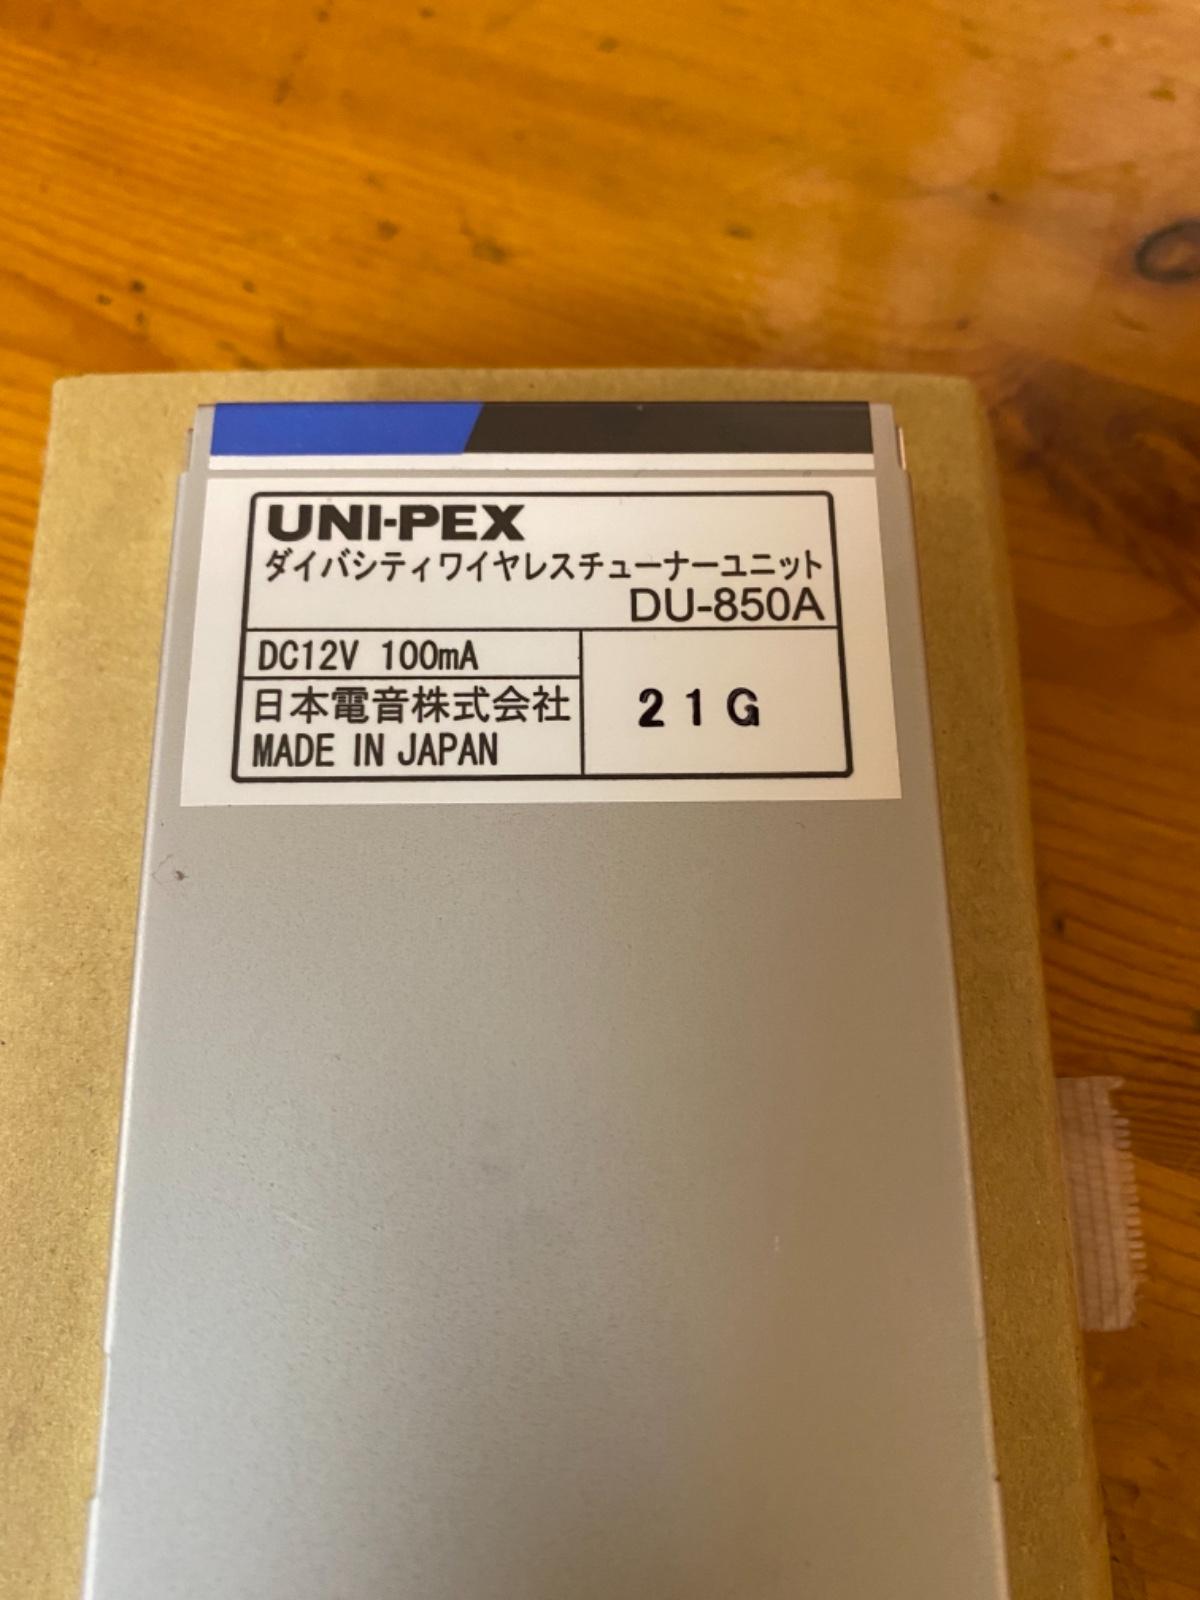 UNI-PEX
ダイバシティワイヤレスチューナーユニット
DU-850A
DC12V 100mA
日本電音株式会社
MADE IN JAPAN
21G